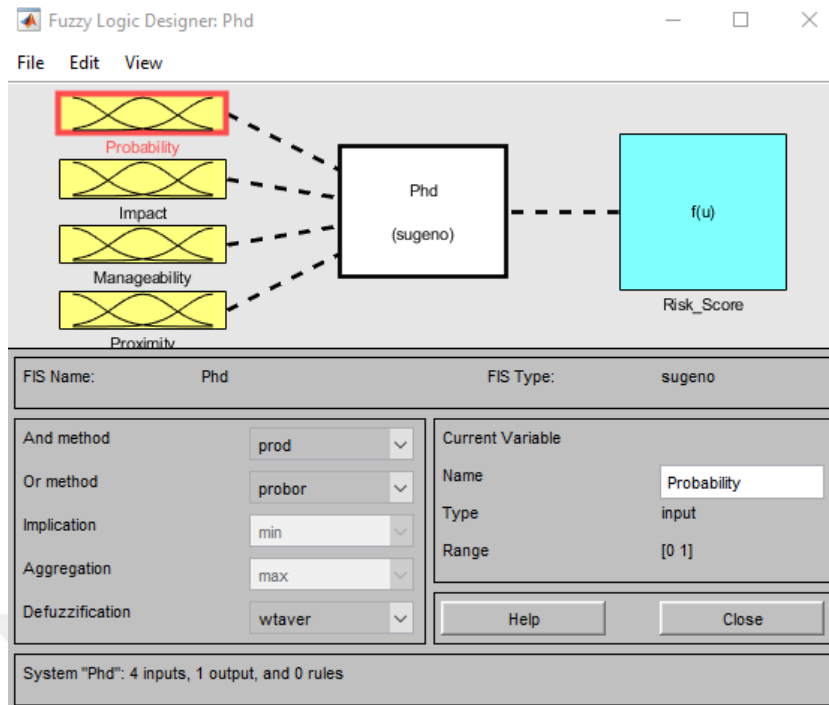 Fuzzy Logic Designer: Phd
File Edit View
Probability
Impact
Manageability
Proximity
Phd
(sugeno)
f(u)
Risk_Score
FIS Name: Phd FIS Type: sugeno
And method prod
Or method probor
Implication min
Aggregation max
Defuzzification wtaver
Current Variable
Name Probability
Type input
Range [0 1]
Help Close
System "Phd": 4 inputs, 1 output, and 0 rules